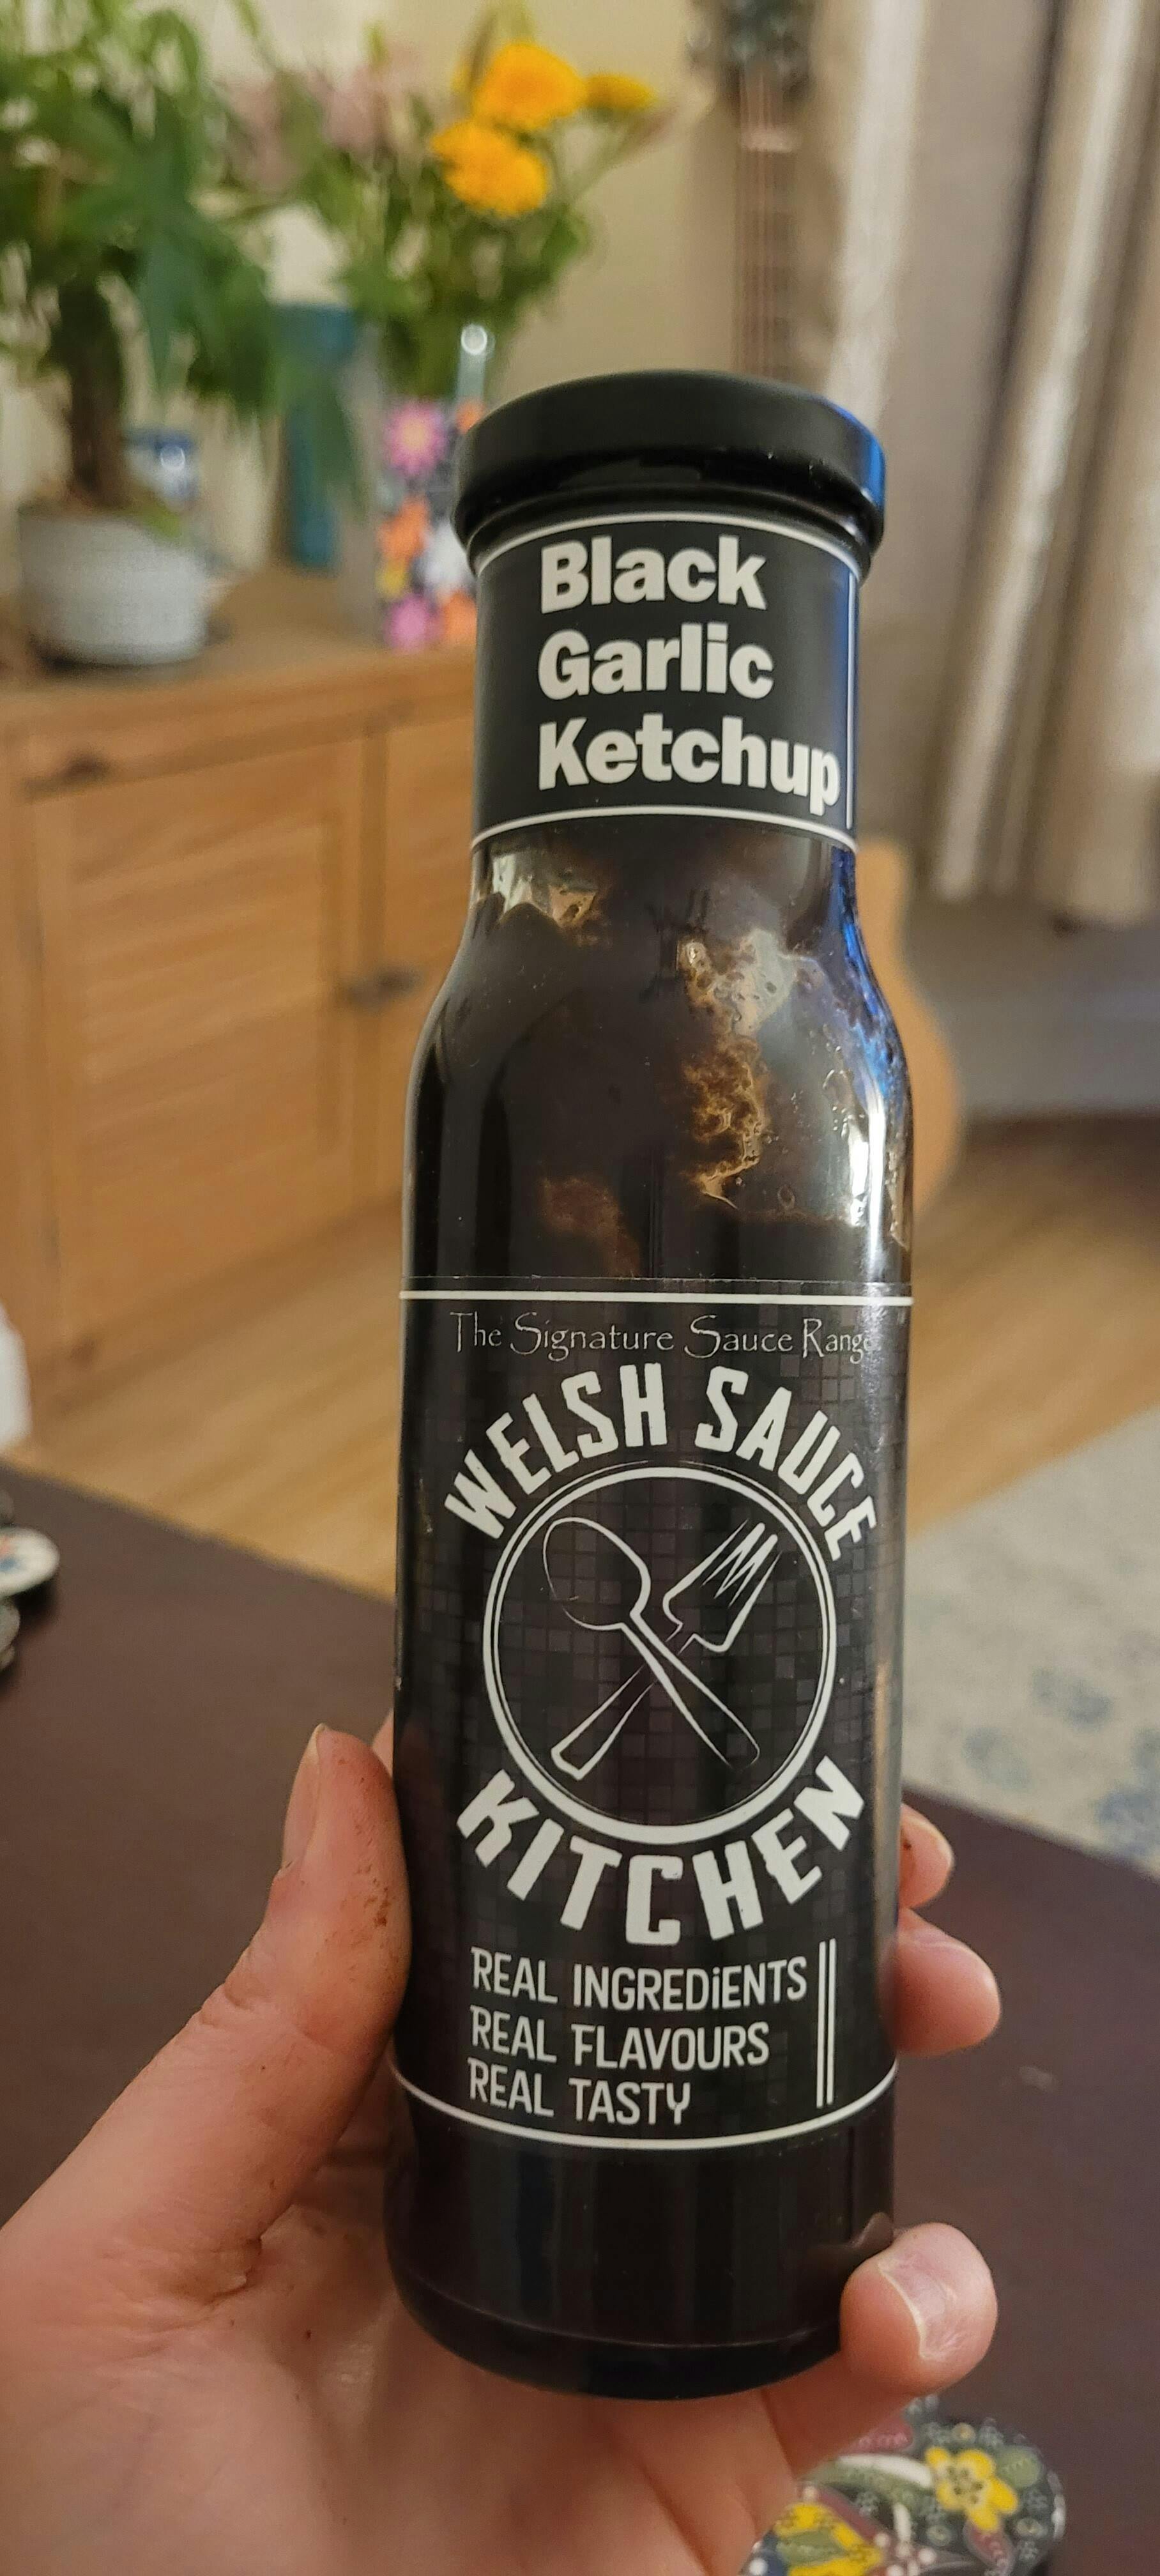 Black
Garlic
Ketchup
The Signature Sauce Range
WELSH SAUCE
KITCHEN
REAL INGREDiENTS
REAL FLAVOURS
REAL TASTY